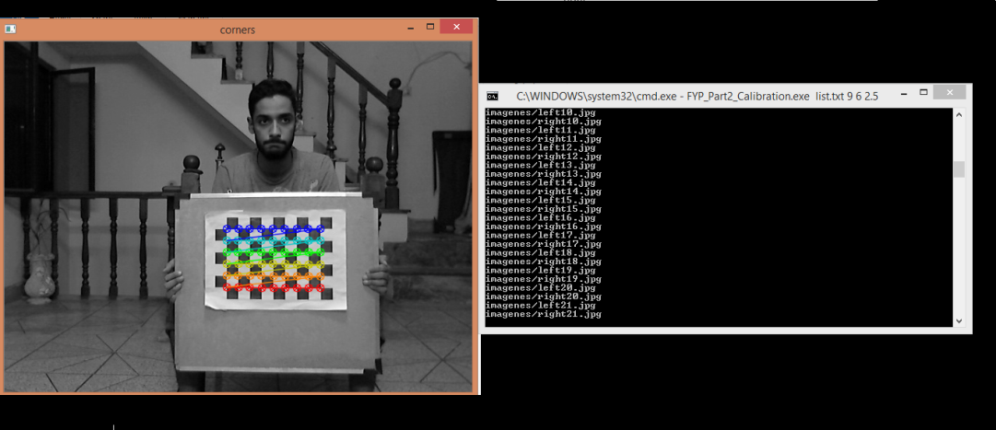 corners
C:\WINDOWS\system32\cmd.exe - FYP_Part2_Calibration.exe list.txt 9 6 2.5
imagenes/left10.jpg
imagenes/right10.jpg
imagenes/left11.jpg
imagenes/right11.jpg
imagenes/left12.jpg
imagenes/right12.jpg
imagenes/left13.jpg
imagenes/right13.jpg
imagenes/left14.jpg
imagenes/right14.jpg
imagenes/left15.jpg
imagenes/right15.jpg
imagenes/left16.jpg
imagenes/right16.jpg
imagenes/left17.jpg
imagenes/right17.jpg
imagenes/left18.jpg
imagenes/right18.jpg
imagenes/left19.jpg
imagenes/right19.jpg
imagenes/left20.jpg
imagenes/right20.jpg
imagenes/left21.jpg
imagenes/right21.jpg